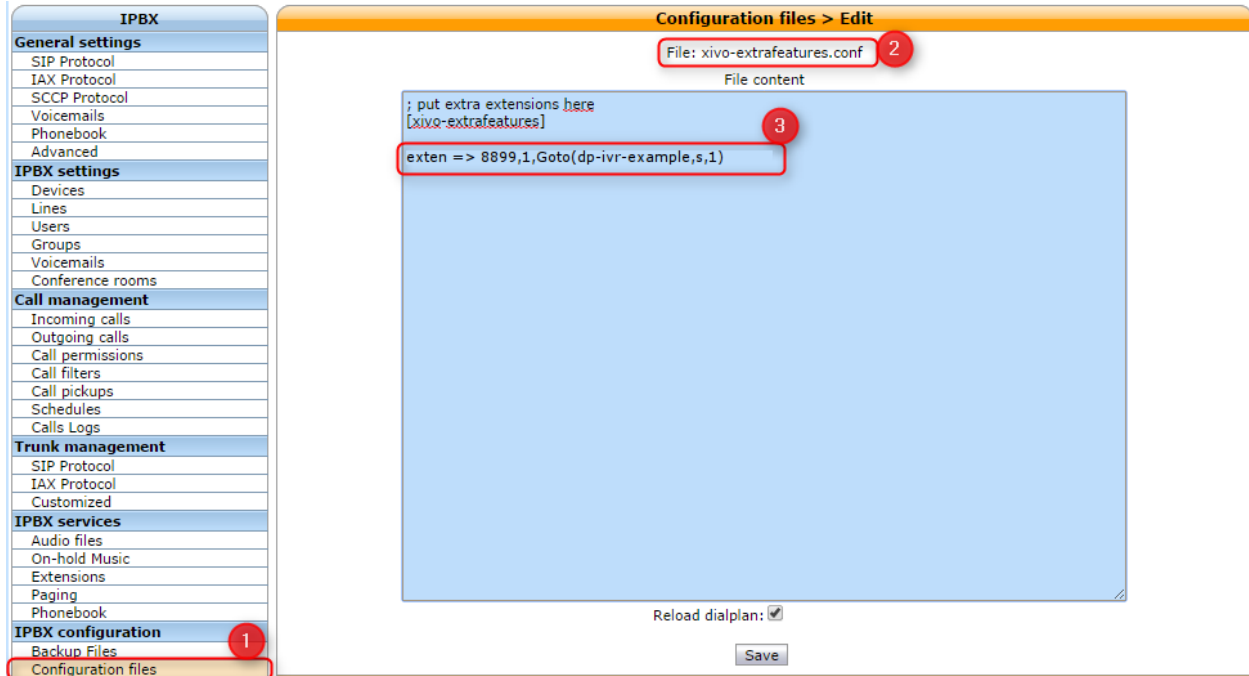 IPBX
General settings
SIP Protocol
IAX Protocol
SCCP Protocol
Voicemails
Phonebook
Advanced
IPBX settings
Devices
Lines
Users
Groups
Voicemails
Conference rooms
Call management
Incoming calls
Outgoing calls
Call permissions
Call filters
Call pickups
Schedules
Calls Logs
Trunk management
SIP Protocol
IAX Protocol
Customized
IPBX services
Audio files
On-hold Music
Extensions
Paging
Phonebook
IPBX configuration
1
Backup Files
Configuration files
Configuration files > Edit
File: xivo-extrafeatures.conf
2
File content
; put extra extensions here
[xivo-extrafeatures]
3
exten => 8899,1,Goto(dp-ivr-example,s,1)
Reload dialplan:
Save